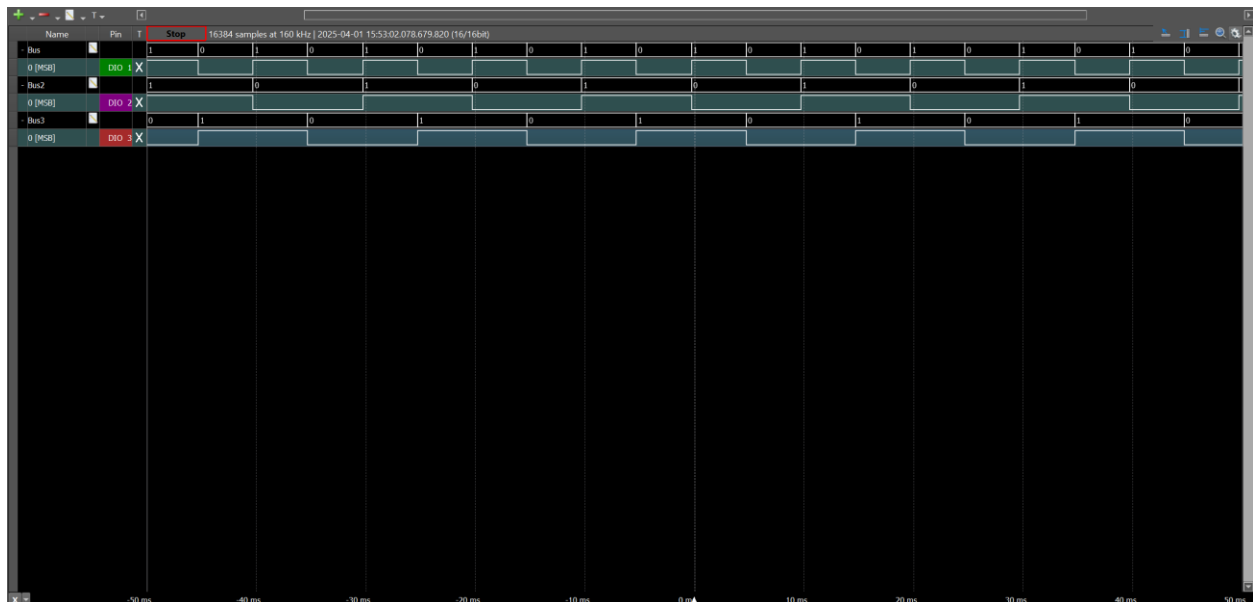 T
Name Pin T Stop 16384 samples at 160 kHz | 2025-04-01 15:53:02.078.679.820 (16/16bit)
- Bus 1 0 1 0 1 0 1 0 1 0 1 0 1 0 1 0 1 0 1 0
0 [MSB] DIO 1 X
- Bus2 1 0 1 0 1 0 1 0 1 0
0 [MSB] DIO 2 X
- Bus3 0 1 0 1 0 1 0 1 0 1 0
0 [MSB] DIO 3 X
X -50 ms -40 ms -30 ms -20 ms -10 ms 0 ms 10 ms 20 ms 30 ms 40 ms 50 ms